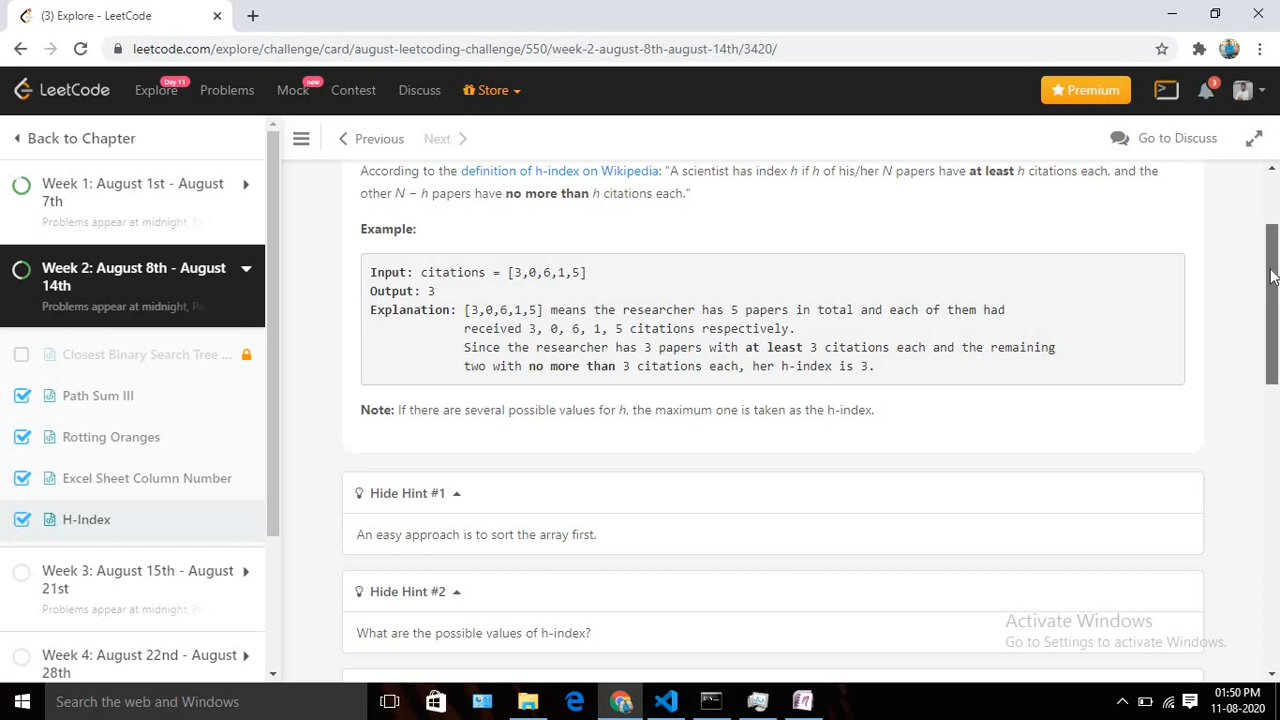 (3) Explore - LeetCode
leetcode.com/explore/challenge/card/august-leetcoding-challenge/550/week-2-august-8th-august-14th/3420/
LeetCode
Explore
Day 11
Problems
Mock
new
Contest
Discuss
Store
Premium
3
Back to Chapter
Previous
Next
Go to Discuss
Week 1: August 1st - August
7th
Problems appear at midnight,
Week 2: August 8th - August
14th
Problems appear at midnight,
Closest Binary Search Tree ...
Path Sum III
Rotting Oranges
Excel Sheet Column Number
H-Index
Week 3: August 15th - August
21st
Problems appear at midnight,
Week 4: August 22nd - August
28th
According to the definition of h-index on Wikipedia: "A scientist has index h if h of his/her N papers have at least h citations each, and the
other N − h papers have no more than h citations each."
Example:
Input: citations = [3,0,6,1,5]
Output: 3
Explanation: [3,0,6,1,5] means the researcher has 5 papers in total and each of them had
received 3, 0, 6, 1, 5 citations respectively.
Since the researcher has 3 papers with at least 3 citations each and the remaining
two with no more than 3 citations each, her h-index is 3.
Note: If there are several possible values for h, the maximum one is taken as the h-index.
Hide Hint #1
An easy approach is to sort the array first.
Hide Hint #2
What are the possible values of h-index?
Activate Windows
Go to Settings to activate Windows.
Search the web and Windows
01:50 PM
11-08-2020